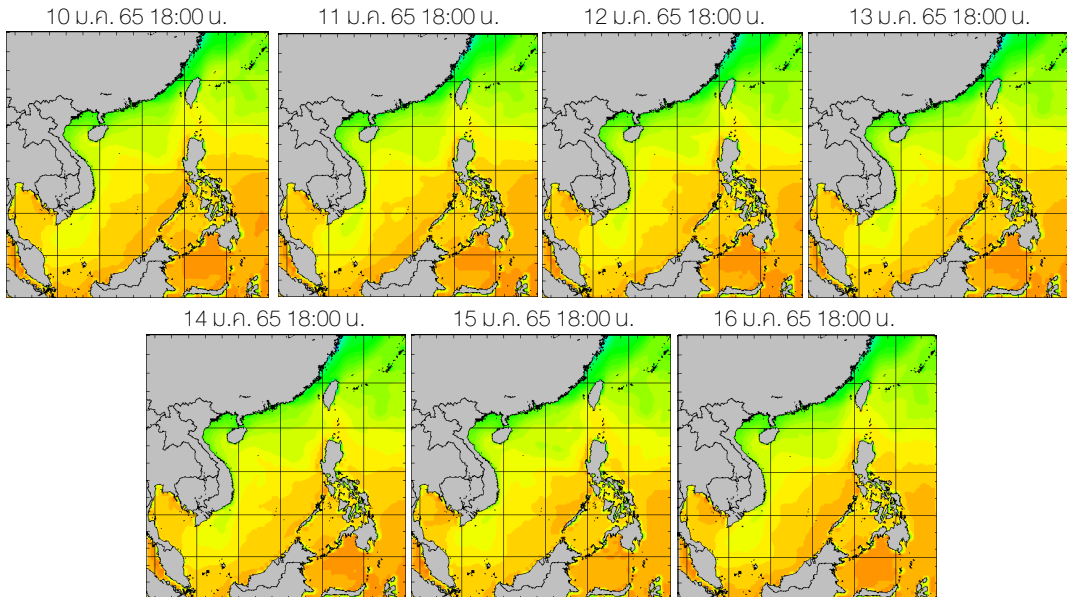 10 ม.ค. 65 18:00 น.
11 ม.ค. 65 18:00 น.
12 ม.ค. 65 18:00 น.
13 ม.ค. 65 18:00 น.
14 ม.ค. 65 18:00 น.
15 ม.ค. 65 18:00 น.
16 ม.ค. 65 18:00 น.